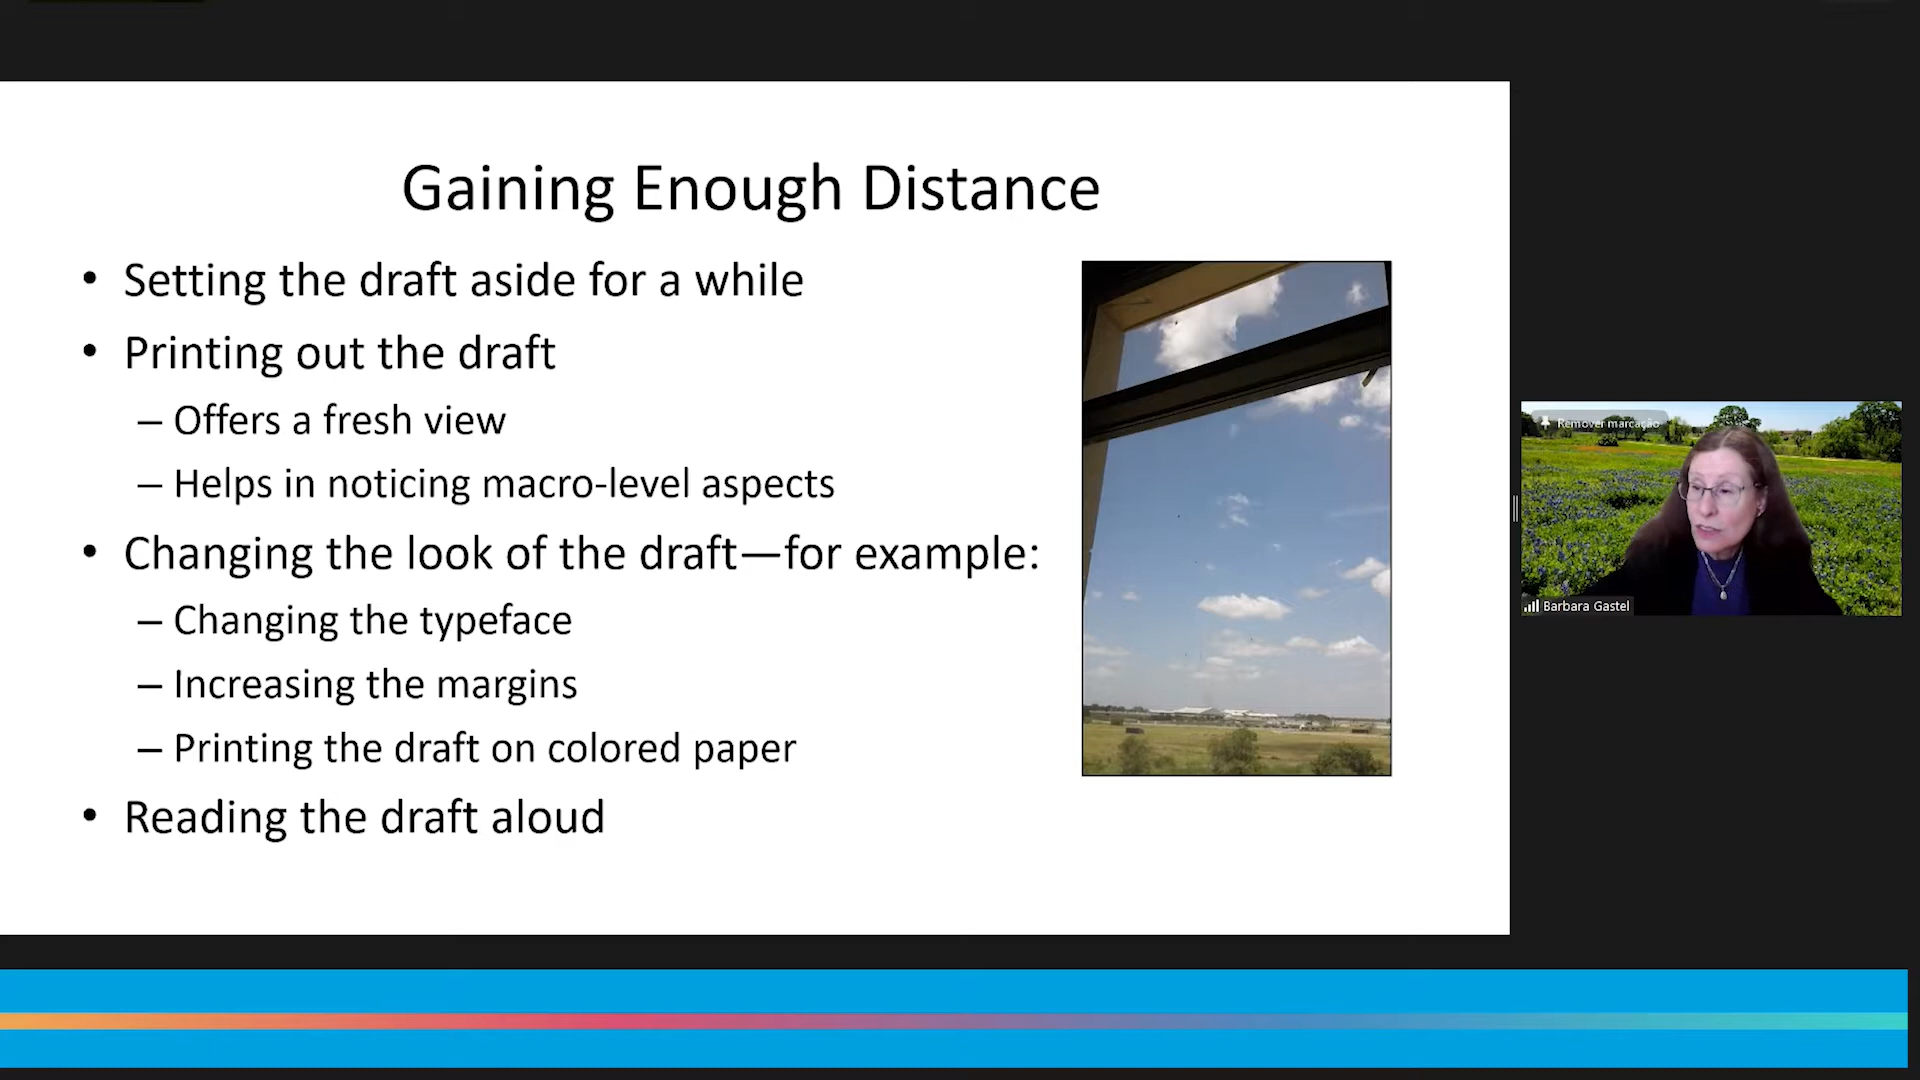 Gaining Enough Distance
• Setting the draft aside for a while
• Printing out the draft
– Offers a fresh view
– Helps in noticing macro-level aspects
• Changing the look of the draft—for example:
– Changing the typeface
– Increasing the margins
– Printing the draft on colored paper
• Reading the draft aloud
Remover marcação
Barbara Gastel